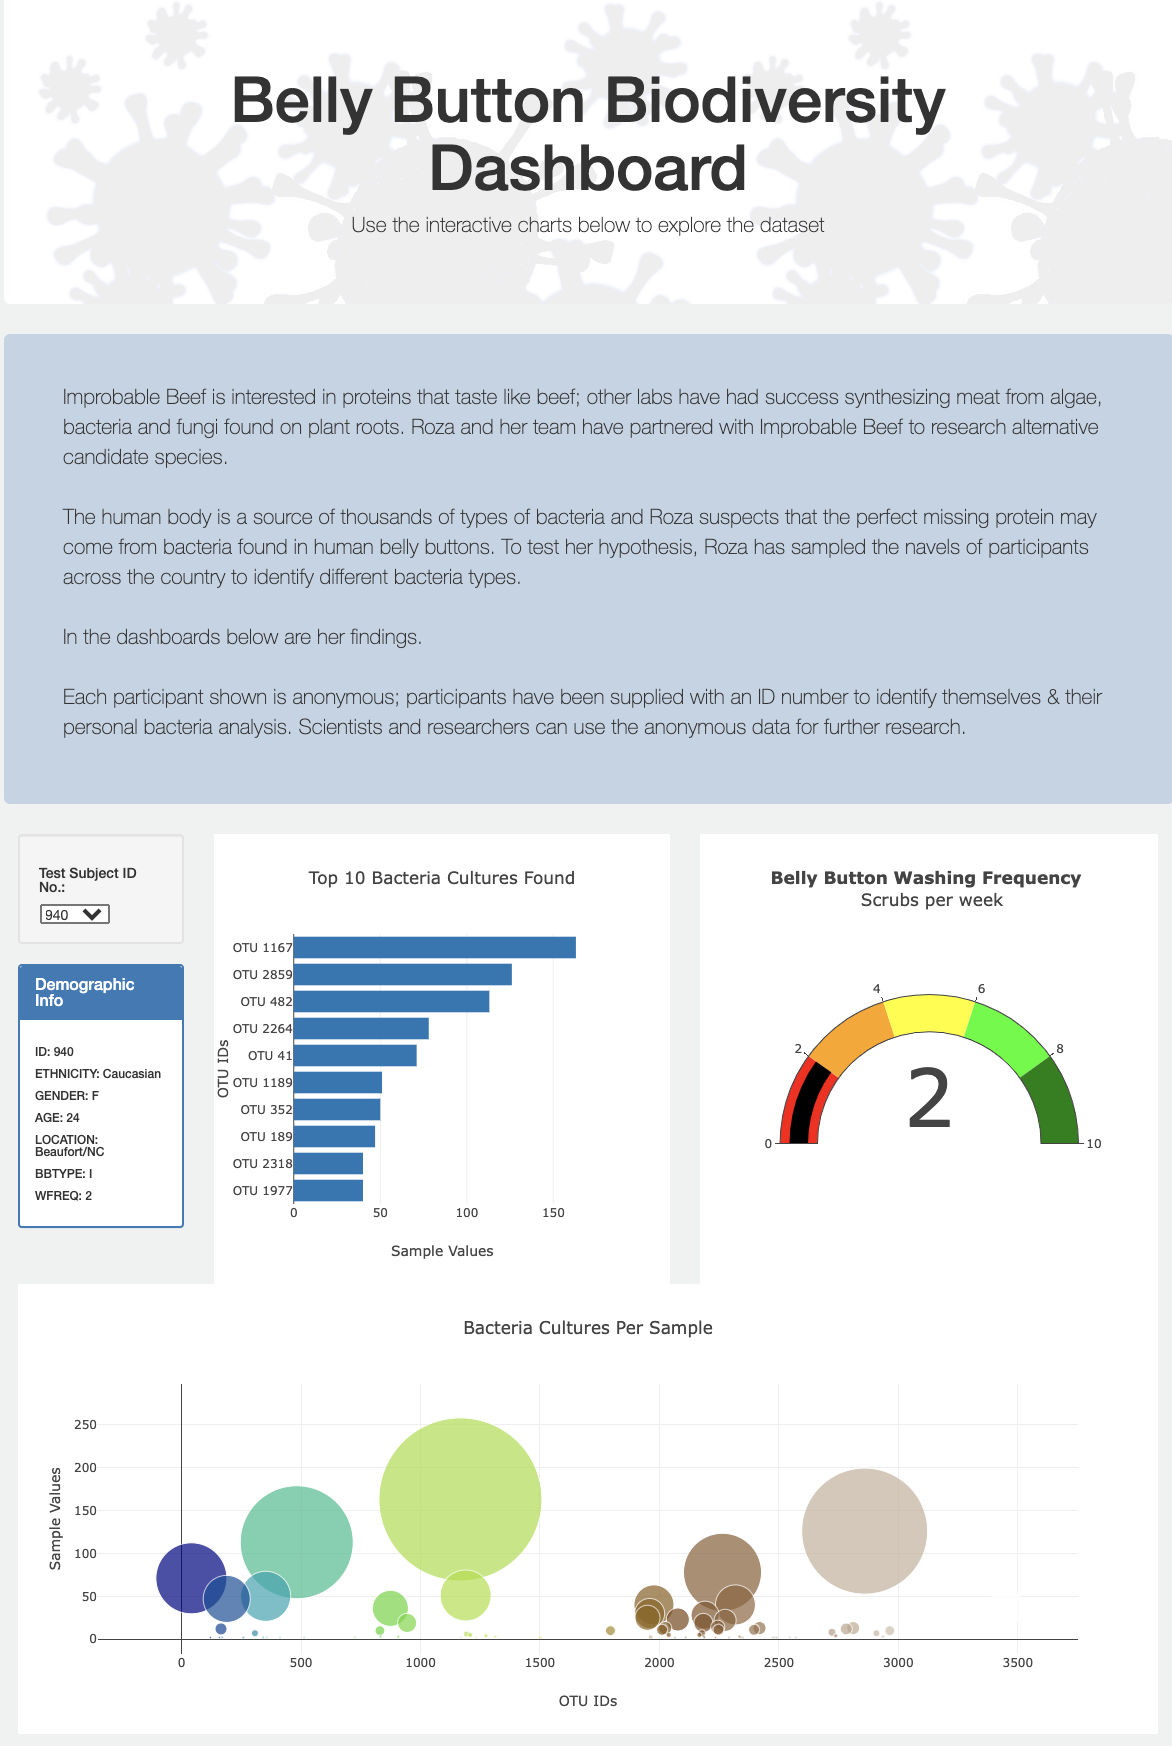 Belly Button Biodiversity
Dashboard
Use the interactive charts below to explore the dataset
Improbable Beef is interested in proteins that taste like beef; other labs have had success synthesizing meat from algae,
bacteria and fungi found on plant roots. Roza and her team have partnered with Improbable Beef to research alternative
candidate species.
The human body is a source of thousands of types of bacteria and Roza suspects that the perfect missing protein may
come from bacteria found in human belly buttons. To test her hypothesis, Roza has sampled the navels of participants
across the country to identify different bacteria types.
In the dashboards below are her findings.
Each participant shown is anonymous; participants have been supplied with an ID number to identify themselves & their
personal bacteria analysis. Scientists and researchers can use the anonymous data for further research.
Test Subject ID
No.:
940
Demographic
Info
ID: 940
ETHNICITY: Caucasian
GENDER: F
AGE: 24
LOCATION:
Beaufort/NC
BBTYPE: I
WFREQ: 2
Top 10 Bacteria Cultures Found
OTU IDs
OTU 1167
OTU 2859
OTU 482
OTU 2264
OTU 41
OTU 1189
OTU 352
OTU 189
OTU 2318
OTU 1977
0 50 100 150
Sample Values
Belly Button Washing Frequency
Scrubs per week
0
2
4
6
8
10
2
Bacteria Cultures Per Sample
Sample Values
250
200
150
100
50
0
0 500 1000 1500 2000 2500 3000 3500
OTU IDs